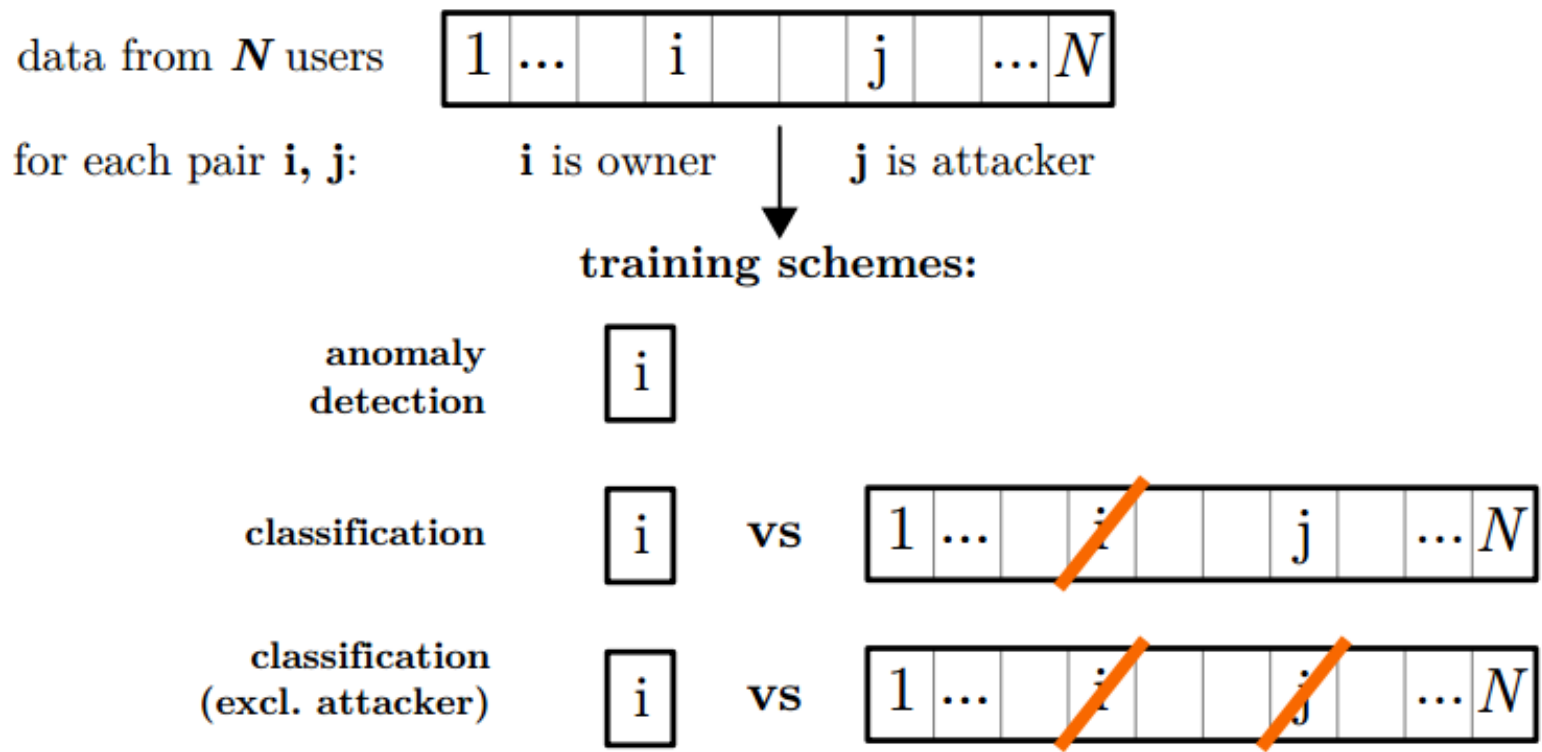 data from N users 1 ... i j ... N
for each pair i, j: i is owner j is attacker
training schemes:
anomaly
detection
i
classification i vs 1 ... i j ... N
classification
(excl. attacker)
i vs 1 ... i j ... N